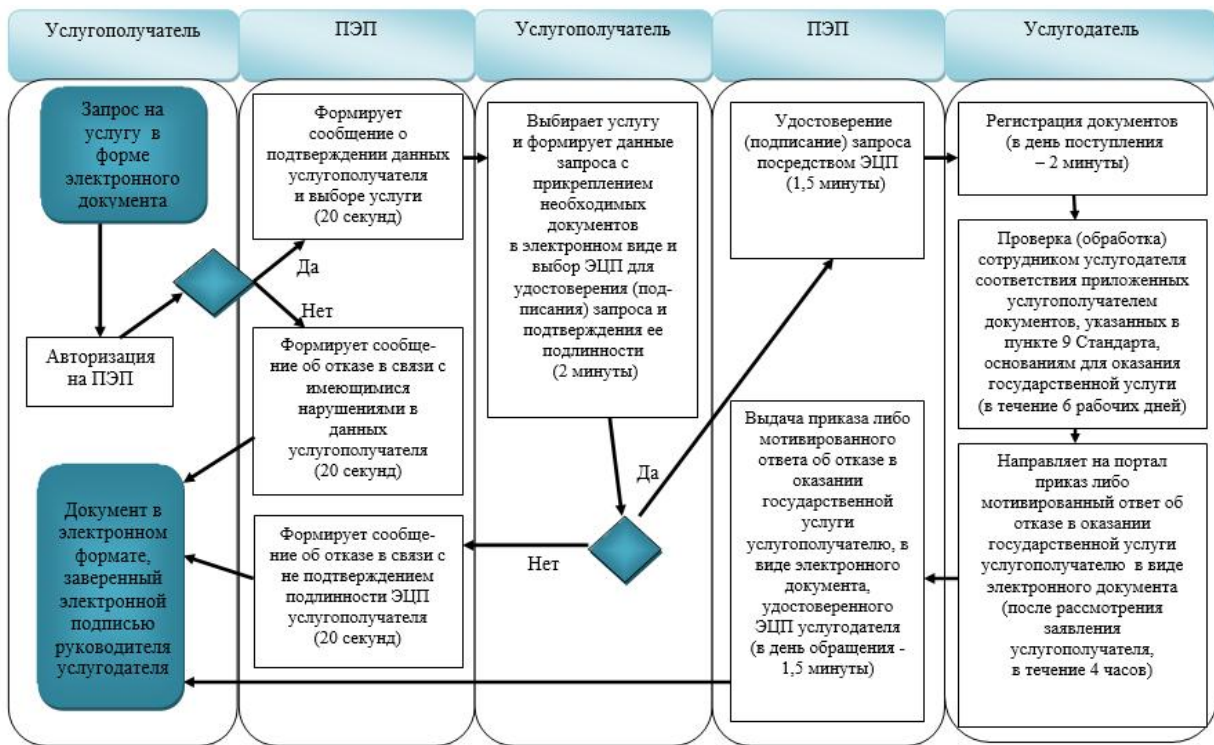 Услугополучатель
ПЭП
Услугополучатель
ПЭП
Услугодатель
Запрос на
услугу в
форме
электронного
документа
Авторизация
на ПЭП
Документ в
электронном
формате,
заверенный
электронной
подписью
руководителя
услугодателя
Формирует
сообщение о
подтверждении данных
услугополучателя
и выборе услуги
(20 секунд)
Да
Нет
Формирует сообще-
ние об отказе в связи с
имеющимися
нарушениями в
данных
услугополучателя
(20 секунд)
Формирует сообще-
ние об отказе в связи с
не подтверждением
подлинности ЭЦП
услугополучателя
(20 секунд)
Выбирает услугу
и формирует данные
запроса с
прикреплением
необходимых
документов
в электронном виде и
выбор ЭЦП для
удостоверения (под-
писания) запроса и
подтверждения ее
подлинности
(2 минуты)
Да
Нет
Удостоверение
(подписание) запроса
посредством ЭЦП
(1,5 минуты)
Выдача приказа либо
мотивированного
ответа об отказе в
оказании
государственной
услуги
услугополучателю, в
виде электронного
документа,
удостоверенного
ЭЦП услугодателя
(в день обращения -
1,5 минуты)
Регистрация документов
(в день поступления
– 2 минуты)
Проверка (обработка)
сотрудником услугодателя
соответствия приложенных
услугополучателем
документов, указанных в
пункте 9 Стандарта,
основаниям для оказания
государственной услуги
(в течение 6 рабочих дней)
Направляет на портал
приказ либо
мотивированный ответ об
отказе в оказании
государственной услуги
услугополучателю в виде
электронного документа
(после рассмотрения
заявления
услугополучателя,
в течение 4 часов)